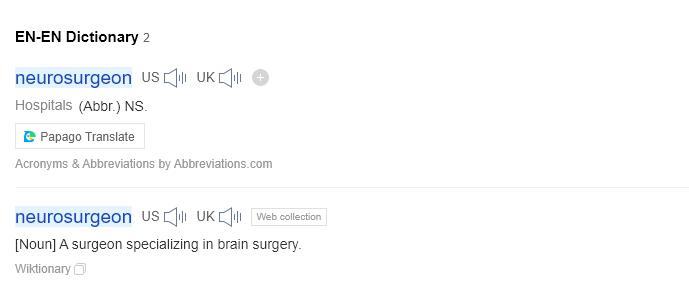 EN-EN Dictionary 2
neurosurgeon US UK
Hospitals (Abbr.) NS.
Papago Translate
Acronyms & Abbreviations by Abbreviations.com
neurosurgeon US UK Web collection
[Noun] A surgeon specializing in brain surgery.
Wiktionary